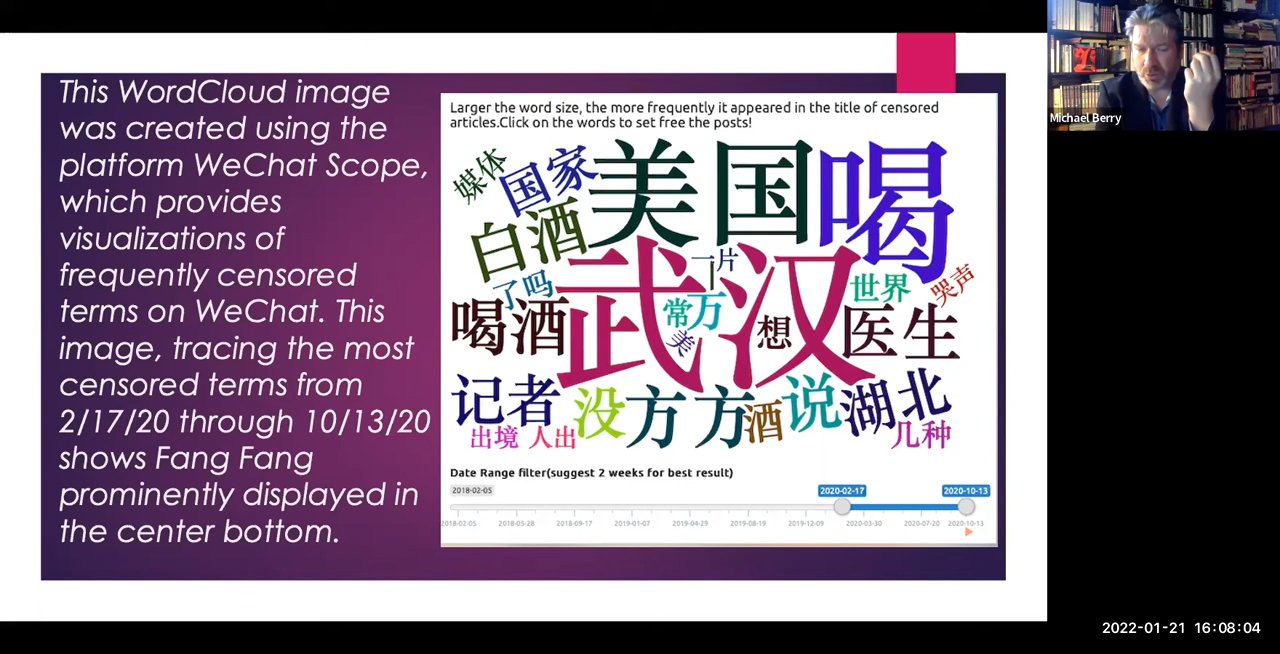 This WordCloud image
was created using the
platform WeChat Scope,
which provides
visualizations of
frequently censored
terms on WeChat. This
image, tracing the most
censored terms from
2/17/20 through 10/13/20
shows Fang Fang
prominently displayed in
the center bottom.
Larger the word size, the more frequently it appeared in the title of censored
articles.Click on the words to set free the posts!
媒体
国家
美国
喝
白酒
武汉
一片
了吗
常
万
美
想
世界
哭声
喝酒
医生
记者
没
方方
酒
说
湖北
出境
人出
几种
Date Range filter(suggest 2 weeks for best result)
2018-02-05
2020-02-17
2020-10-13
2018-02-05 2018-05-28 2018-09-17 2019-01-07 2019-04-29 2019-08-19 2019-12-09 2020-03-30 2020-07-20 2020-10-13
Michael Berry
2022-01-21 16:08:04